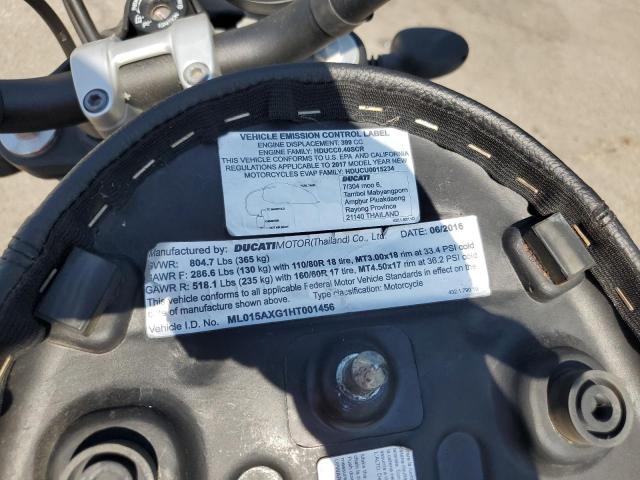 VEHICLE EMISSION CONTROL LABEL
ENGINE DISPLACEMENT: 399 CC
ENGINE FAMILY: HDUCC0.40SCR
THIS VEHICLE CONFORMS TO U.S. EPA AND CALIFORNIA
REGULATIONS APPLICABLE TO 2017 MODEL YEAR NEW
MOTORCYCLES EVAP FAMILY: HDUCU0015234
DUCATI
7/304 moo 6,
Tambol Mabyangporn
Amphur Pluakdaeng
Rayong Province
21140 THAILAND
Manufactured by: DUCATI MOTOR (Thailand) Co., Ltd. DATE: 06/2016
GVWR: 804.7 Lbs (365 kg)
GAWR F: 286.6 Lbs (130 kg) with 110/80R 18 tire, MT3.00x18 rim at 33.4 PSI cold
GAWR R: 518.1 Lbs (235 kg) with 160/60R 17 tire, MT4.50x17 rim at 36.2 PSI cold
This vehicle conforms to all applicable Federal Motor Vehicle Standards in effect on the
date of manufacture shown above. Type classification: Motorcycle
Vehicle I.D. No. ML015AXG1HT001456